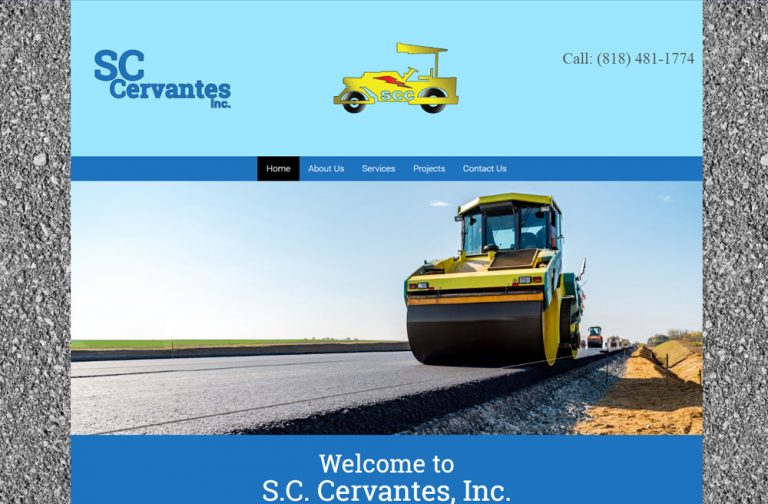 SC
Cervantes
Inc.
SCC
Call: (818) 481-1774
Home About Us Services Projects Contact Us
Welcome to
S.C. Cervantes, Inc.